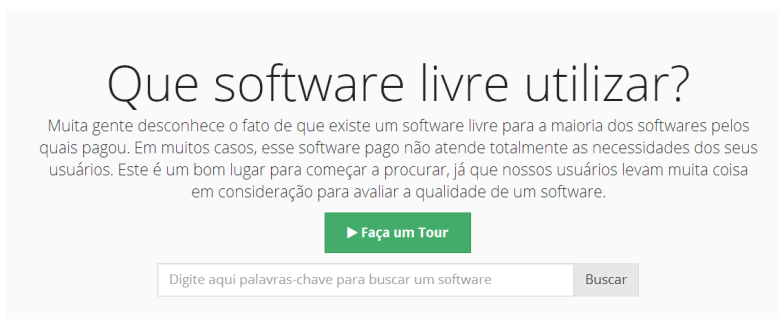 Que software livre utilizar?
Muita gente desconhece o fato de que existe um software livre para a maioria dos softwares pelos
quais pagou. Em muitos casos, esse software pago não atende totalmente as necessidades dos seus
usuários. Este é um bom lugar para começar a procurar, já que nossos usuários levam muita coisa
em consideração para avaliar a qualidade de um software.
Faça um Tour
Digite aqui palavras-chave para buscar um software Buscar